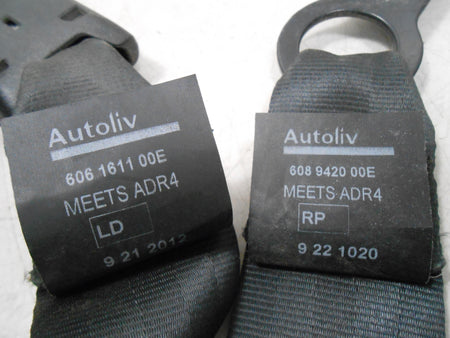 Autoliv
606 1611 00E
MEETS ADR4
LD
9 21 2012
Autoliv
608 9420 00E
MEETS ADR4
RP
9 22 1020